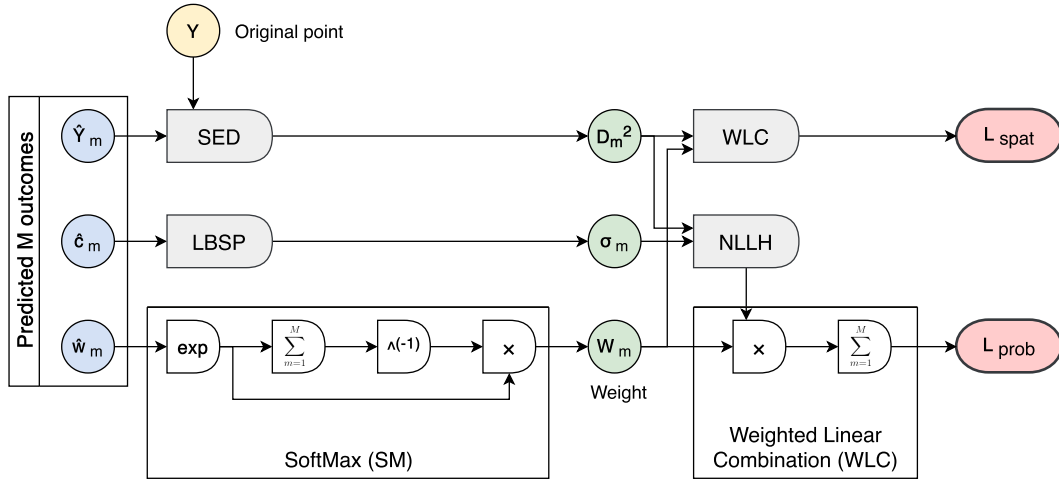 Y
Original point
Predicted M outcomes
Ŷ m
SED
Dm²
WLC
L spat
ĉ m
LBSP
σ m
NLLH
ŵ m
exp
M
∑
m=1
^(-1)
×
W m
×
M
∑
m=1
L prob
Weight
SoftMax (SM)
Weighted Linear
Combination (WLC)